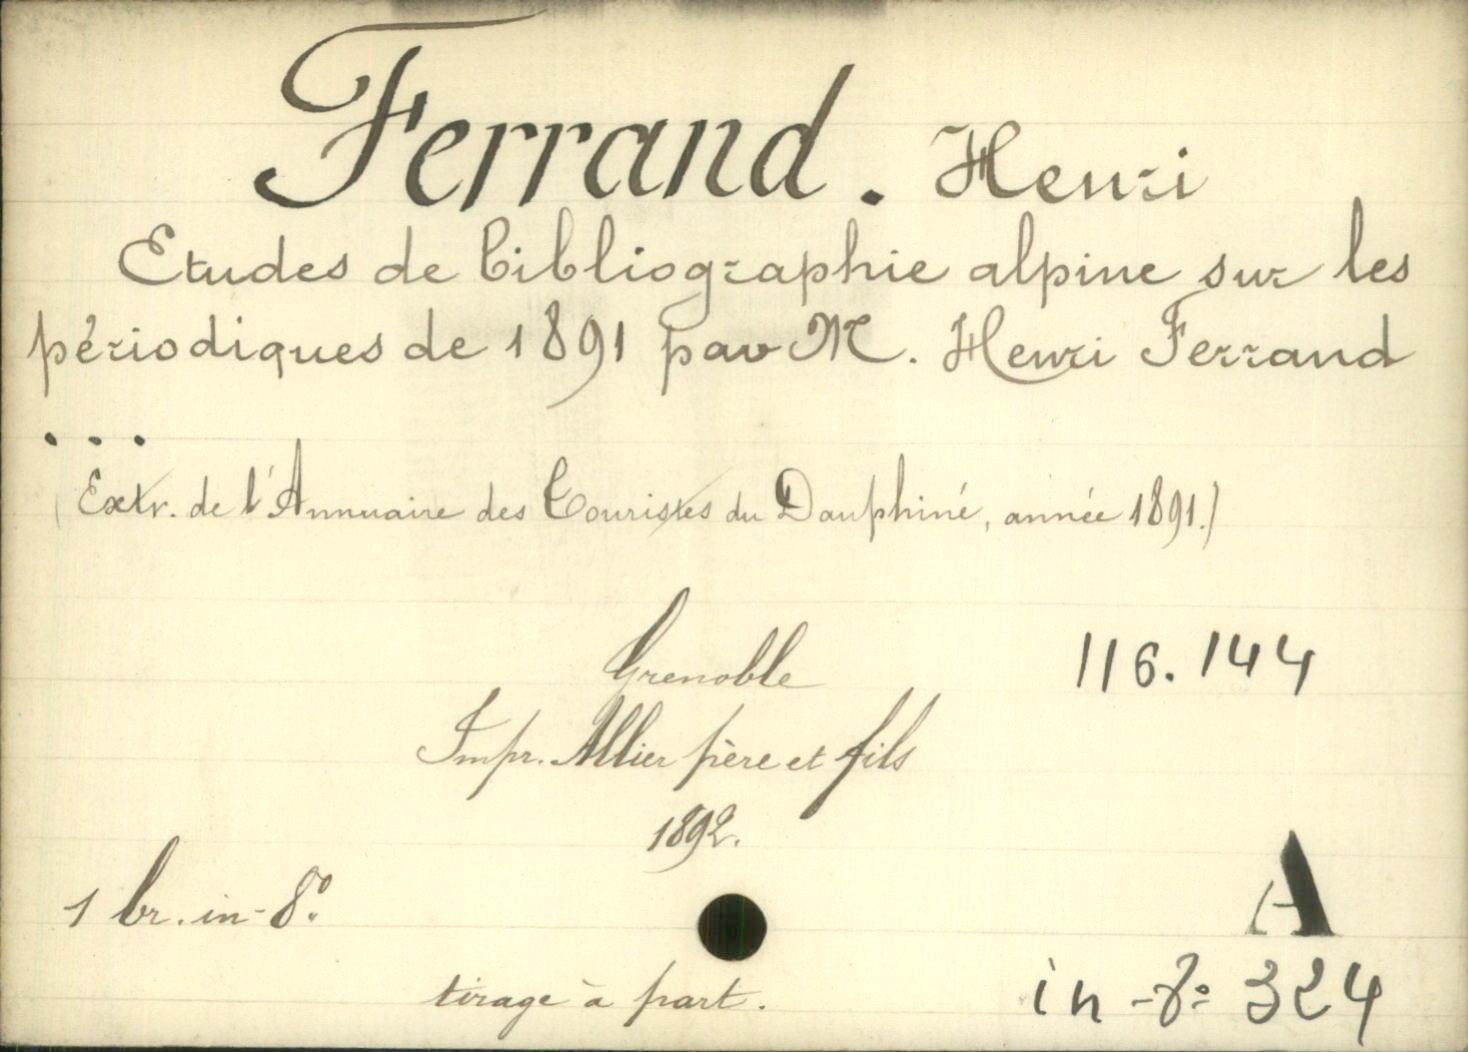 Ferrand. Henri
Etudes de bibliographie alpine sur les
périodiques de 1891 par M. Henri Ferrand
...
(Extr. de l'Annuaire des Touristes du Dauphiné, année 1891.)
Grenoble
116.144
Impr. Allier père et fils
1892.
1 br. in-8°.
A
in-8° 324
tirage à part.